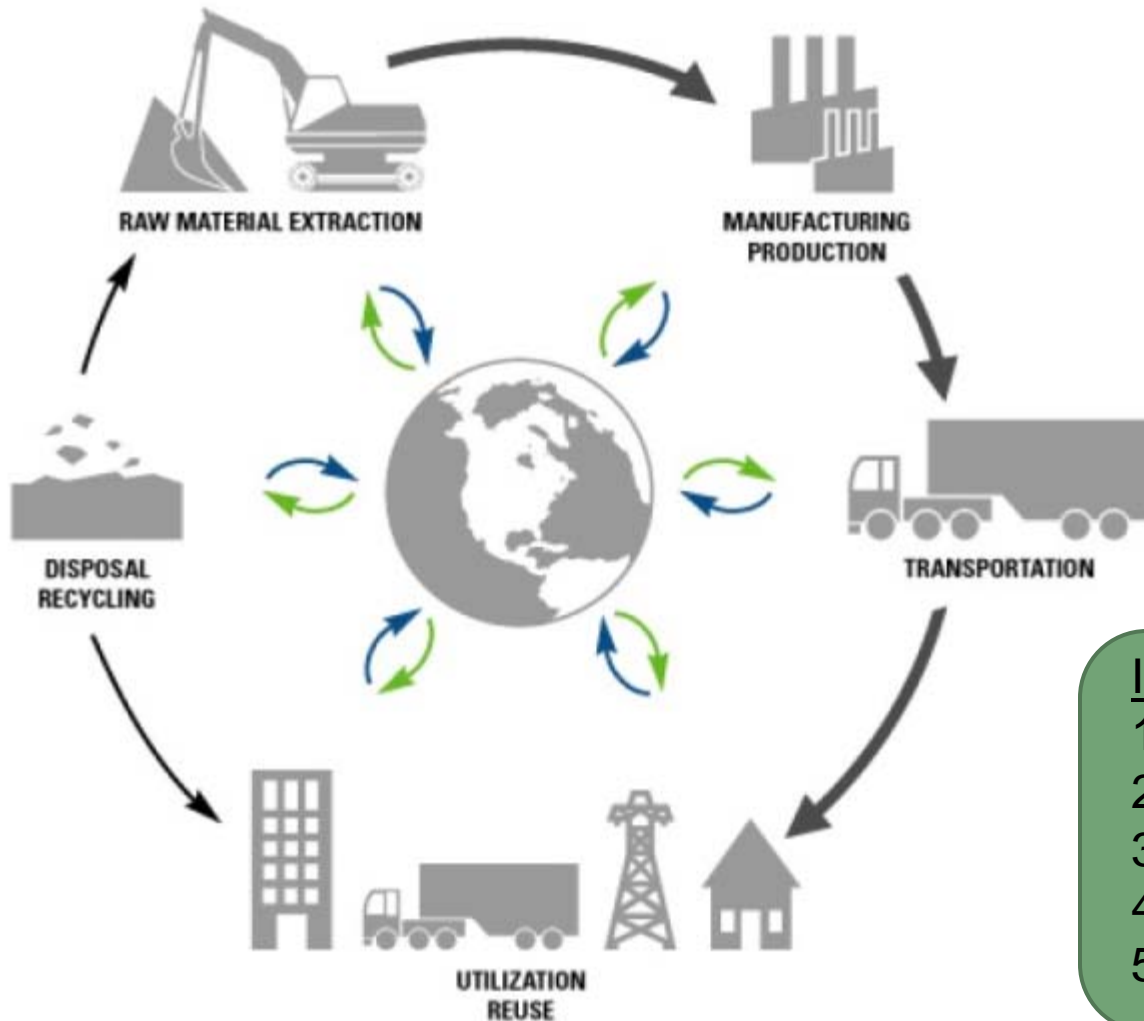 RAW MATERIAL EXTRACTION
MANUFACTURING
PRODUCTION
DISPOSAL
RECYCLING
TRANSPORTATION
UTILIZATION
REUSE
1
2
3
4
5